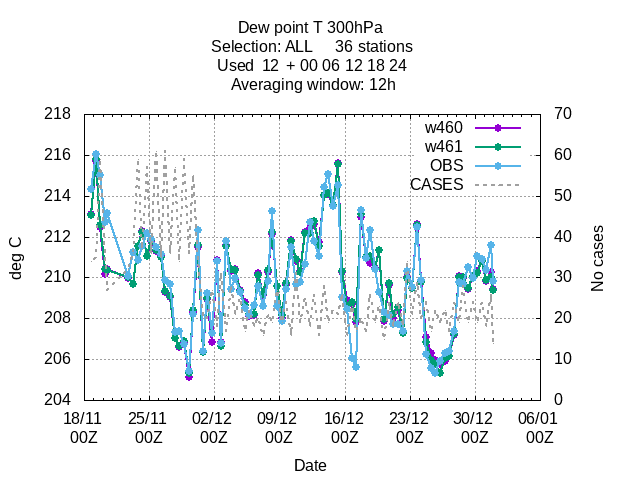 Dew point T 300hPa
Selection: ALL 36 stations
Used 12 + 00 06 12 18 24
Averaging window: 12h
218 70
w460
w461
OBS
CASES
216 60
214 50
212 40
210 30
208 20
206 10
204 0
deg C
No cases
18/11 25/11 02/12 09/12 16/12 23/12 30/12 06/01
00Z 00Z 00Z 00Z 00Z 00Z 00Z 00Z
Date